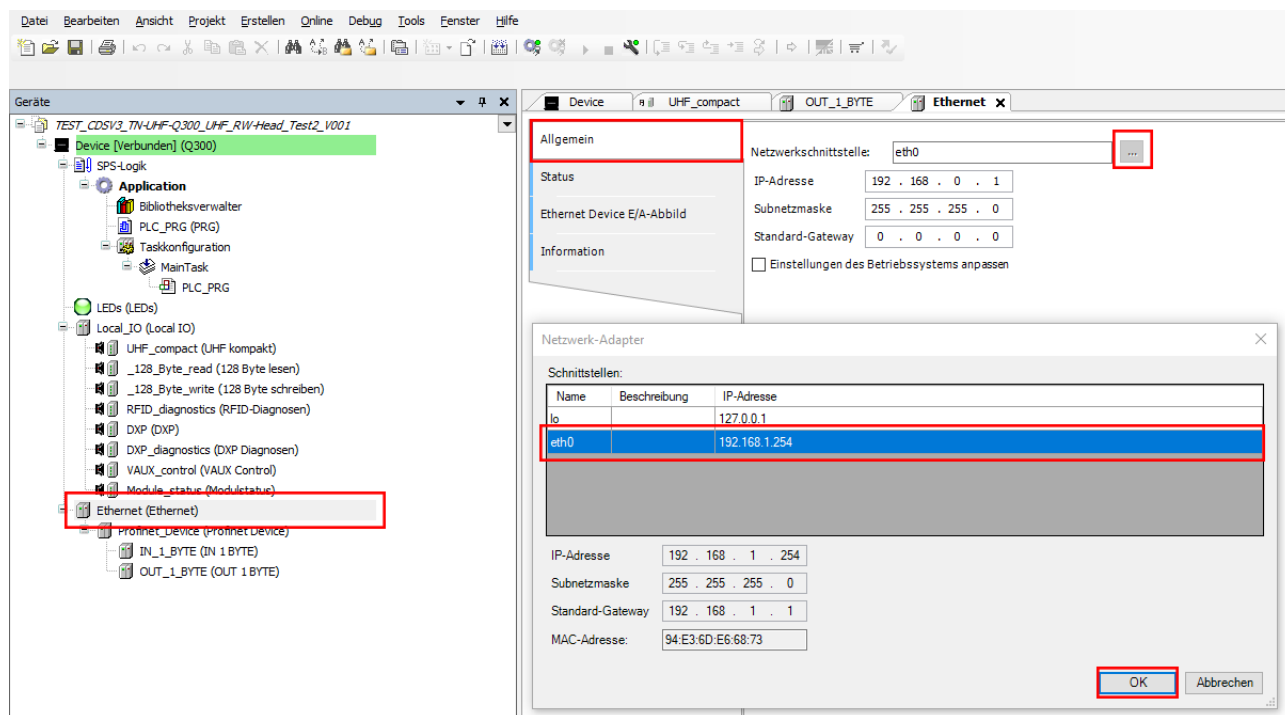 Datei Bearbeiten Ansicht Projekt Erstellen Online Debug Tools Fenster Hilfe
Geräte
TEST_CDSV3_TN-UHF-Q300_UHF_RW-Head_Test2_V001
Device [Verbunden] (Q300)
SPS-Logik
Application
Bibliotheksverwalter
PLC_PRG (PRG)
Taskkonfiguration
MainTask
PLC_PRG
LEDs (LEDs)
Local_IO (Local IO)
UHF_compact (UHF kompakt)
_128_Byte_read (128 Byte lesen)
_128_Byte_write (128 Byte schreiben)
RFID_diagnostics (RFID-Diagnosen)
DXP (DXP)
DXP_diagnostics (DXP Diagnosen)
VAUX_control (VAUX Control)
Module_status (Modulstatus)
Ethernet (Ethernet)
Profinet_Device (Profinet Device)
IN_1_BYTE (IN 1 BYTE)
OUT_1_BYTE (OUT 1 BYTE)
Device UHF_compact OUT_1_BYTE Ethernet
Allgemein
Status
Ethernet Device E/A-Abbild
Information
Netzwerkschnittstelle: eth0 ...
IP-Adresse 192 . 168 . 0 . 1
Subnetzmaske 255 . 255 . 255 . 0
Standard-Gateway 0 . 0 . 0 . 0
Einstellungen des Betriebssystems anpassen
Netzwerk-Adapter
Schnittstellen:
Name Beschreibung IP-Adresse
lo 127.0.0.1
eth0 192.168.1.254
IP-Adresse 192 . 168 . 1 . 254
Subnetzmaske 255 . 255 . 255 . 0
Standard-Gateway 192 . 168 . 1 . 1
MAC-Adresse: 94:E3:6D:E6:68:73
OK Abbrechen